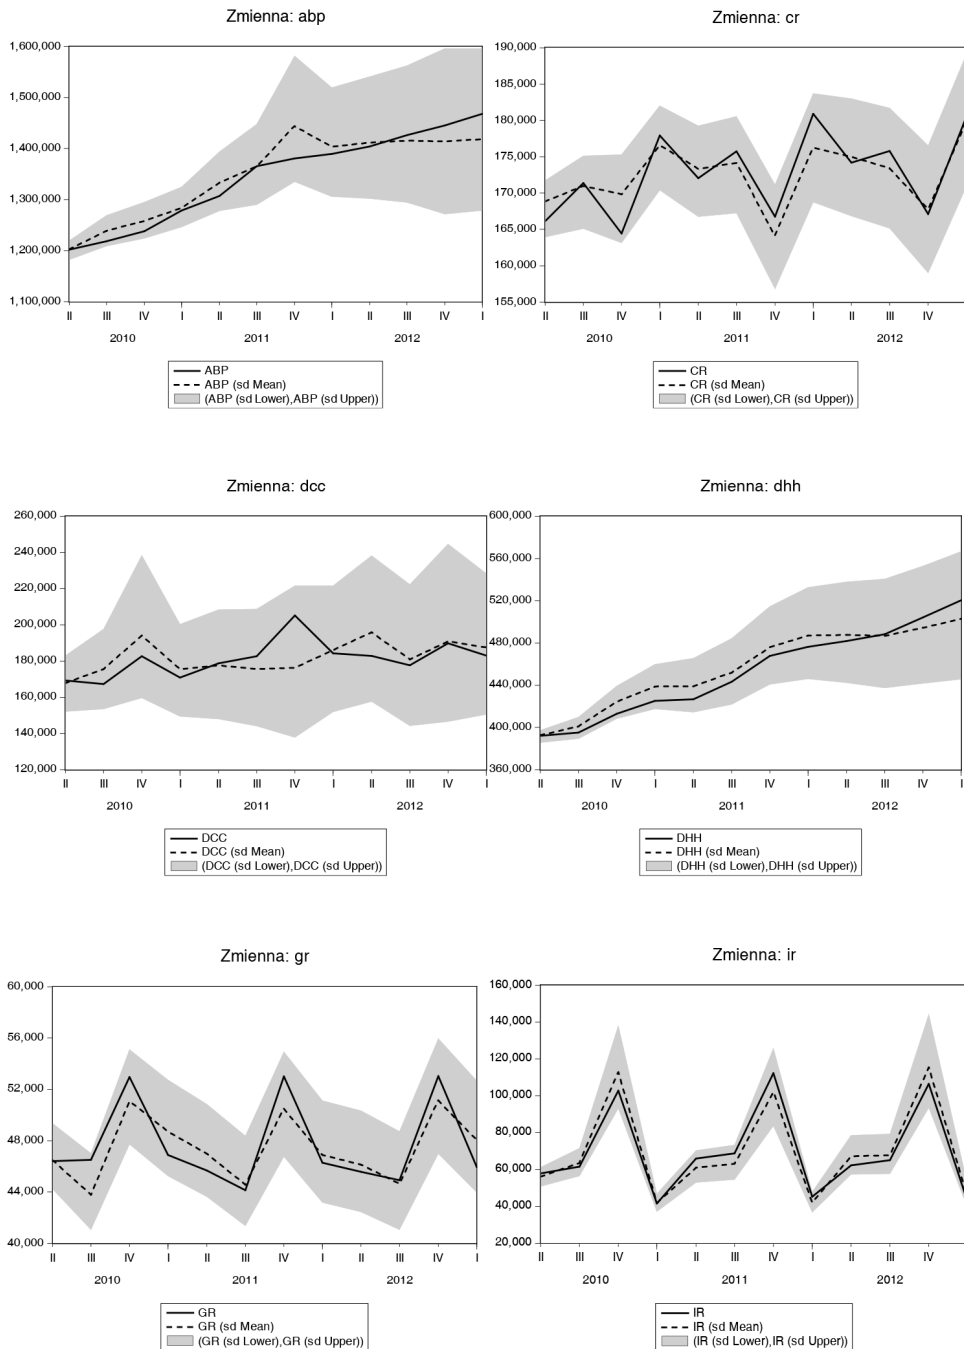 Zmienna: abp
1,600,000
1,500,000
1,400,000
1,300,000
1,200,000
1,100,000
II III IV I II III IV I II III IV I
2010 2011 2012
ABP
ABP (sd Mean)
(ABP (sd Lower),ABP (sd Upper))
Zmienna: cr
190,000
185,000
180,000
175,000
170,000
165,000
160,000
155,000
II III IV I II III IV I II III IV
2010 2011 2012
CR
CR (sd Mean)
(CR (sd Lower),CR (sd Upper))
Zmienna: dcc
260,000
240,000
220,000
200,000
180,000
160,000
140,000
120,000
II III IV I II III IV I II III IV I
2010 2011 2012
DCC
DCC (sd Mean)
(DCC (sd Lower),DCC (sd Upper))
Zmienna: dhh
600,000
560,000
520,000
480,000
440,000
400,000
360,000
II III IV I II III IV I II III IV I
2010 2011 2012
DHH
DHH (sd Mean)
(DHH (sd Lower),DHH (sd Upper))
Zmienna: gr
60,000
56,000
52,000
48,000
44,000
40,000
II III IV I II III IV I II III IV I
2010 2011 2012
GR
GR (sd Mean)
(GR (sd Lower),GR (sd Upper))
Zmienna: ir
160,000
140,000
120,000
100,000
80,000
60,000
40,000
20,000
II III IV I II III IV I II III IV
2010 2011 2012
IR
IR (sd Mean)
(IR (sd Lower),IR (sd Upper))